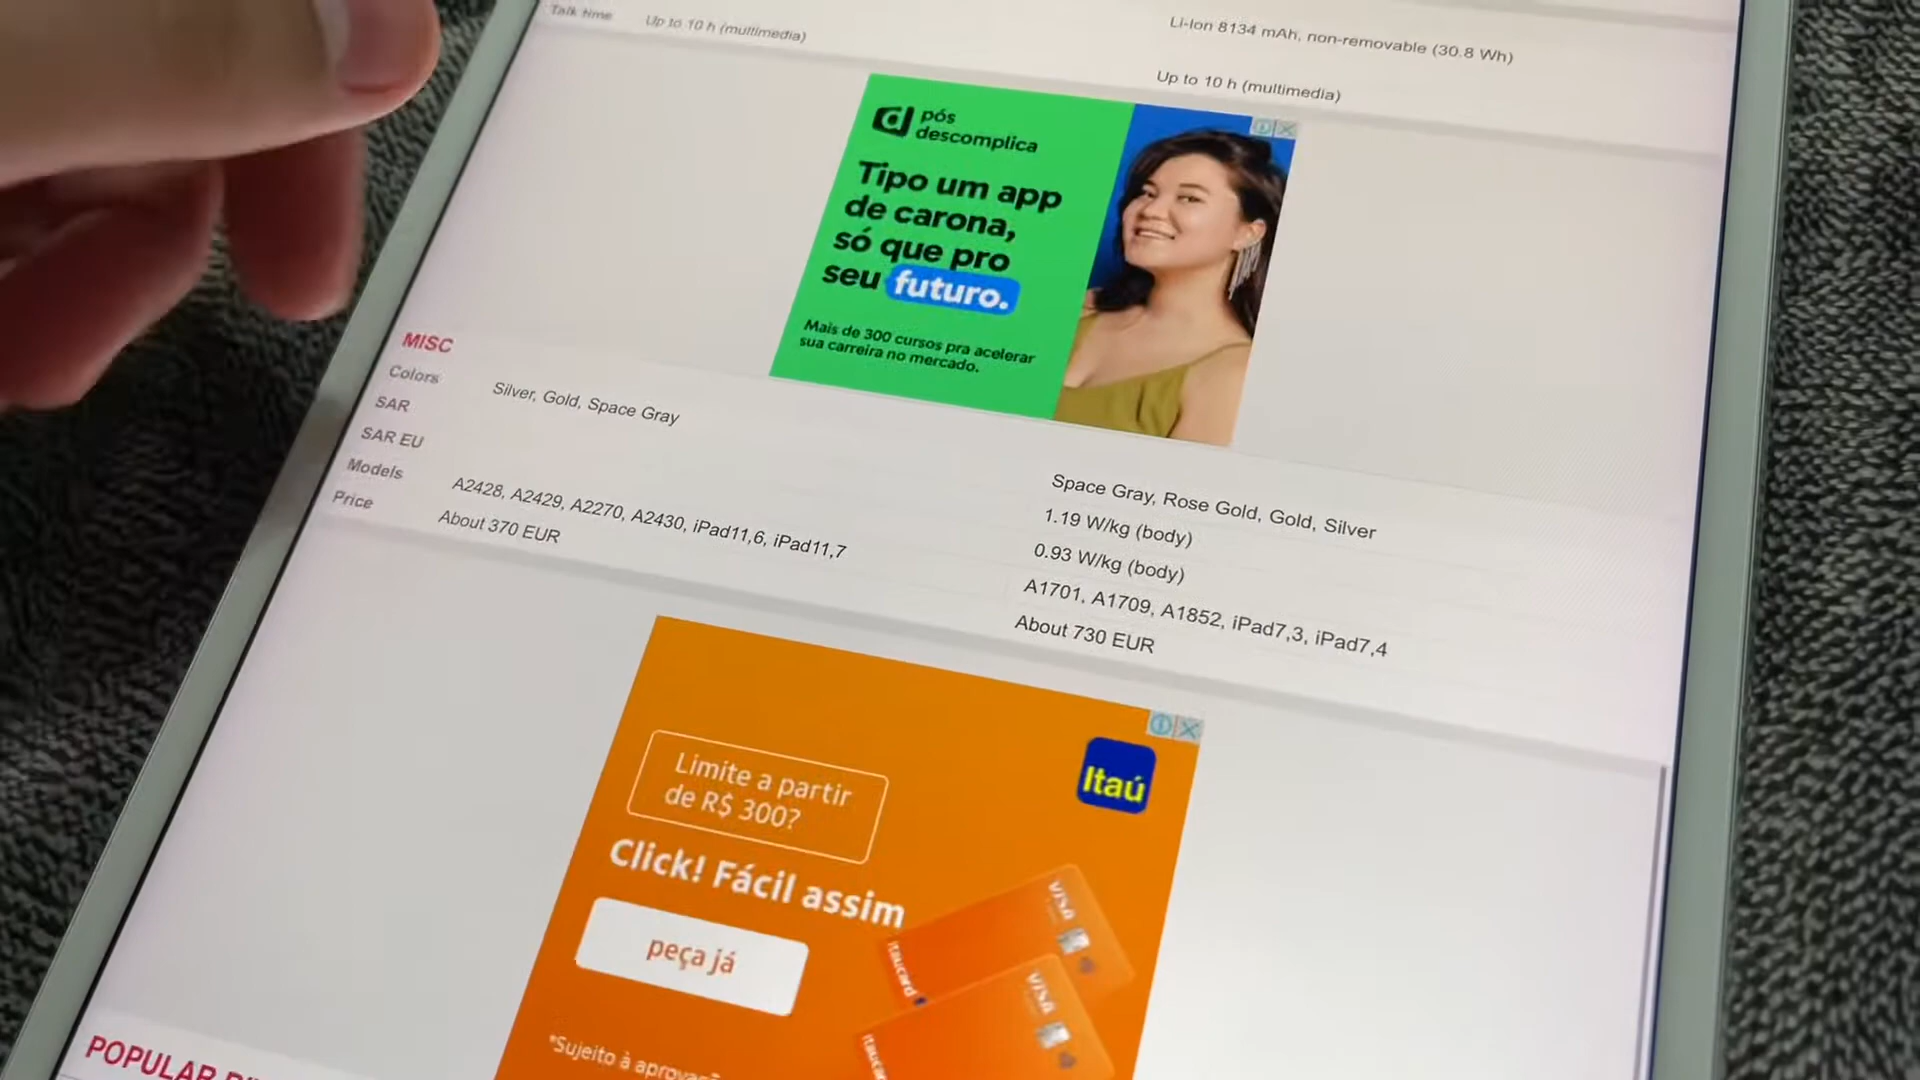 Talk time
Up to 10 h (multimedia)
Li-Ion 8134 mAh, non-removable (30.8 Wh)
Up to 10 h (multimedia)
pós
descomplica
Tipo um app
de carona,
só que pro
seu futuro.
Mais de 300 cursos pra acelerar
sua carreira no mercado.
MISC
Colors
Silver, Gold, Space Gray
Space Gray, Rose Gold, Gold, Silver
SAR
1.19 W/kg (body)
SAR EU
0.93 W/kg (body)
Models
A2428, A2429, A2270, A2430, iPad11,6, iPad11,7
A1701, A1709, A1852, iPad7,3, iPad7,4
Price
About 370 EUR
About 730 EUR
Itaú
Limite a partir
de R$ 300?
Click! Fácil assim
peça já
VISA
itaucard
VISA
*Sujeito à
POPULAR